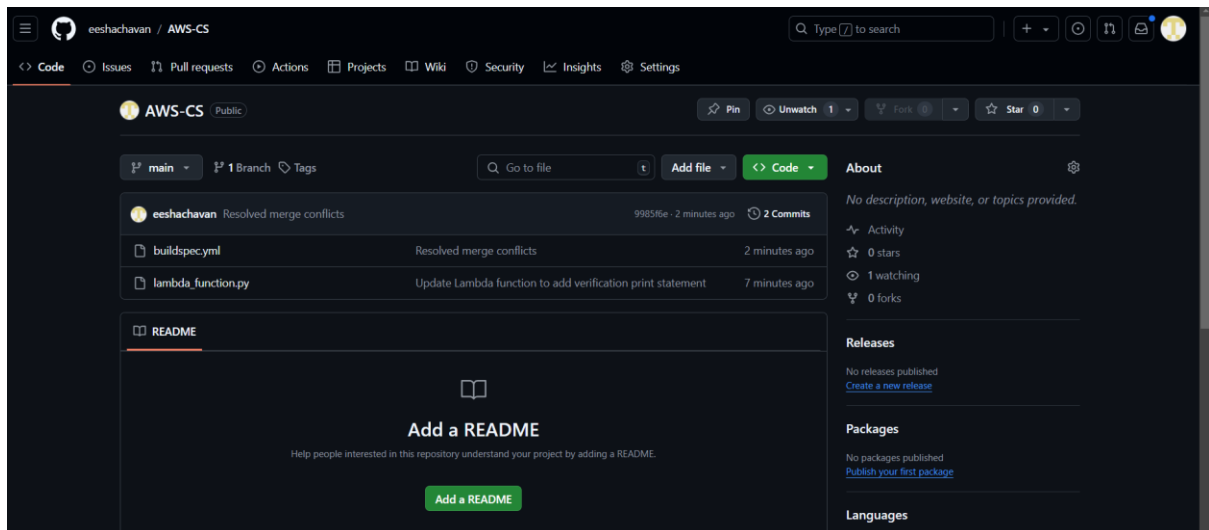 eeshachavan / AWS-CS
Type / to search
Code Issues Pull requests Actions Projects Wiki Security Insights Settings
AWS-CS Public
Pin Unwatch 1 Fork 0 Star 0
main 1 Branch Tags Go to file t Add file Code
About
No description, website, or topics provided.
eeshachavan Resolved merge conflicts 9985f6e · 2 minutes ago 2 Commits
buildspec.yml Resolved merge conflicts 2 minutes ago
lambda_function.py Update Lambda function to add verification print statement 7 minutes ago
Activity
0 stars
1 watching
0 forks
README
Add a README
Help people interested in this repository understand your project by adding a README.
Add a README
Releases
No releases published
Create a new release
Packages
No packages published
Publish your first package
Languages